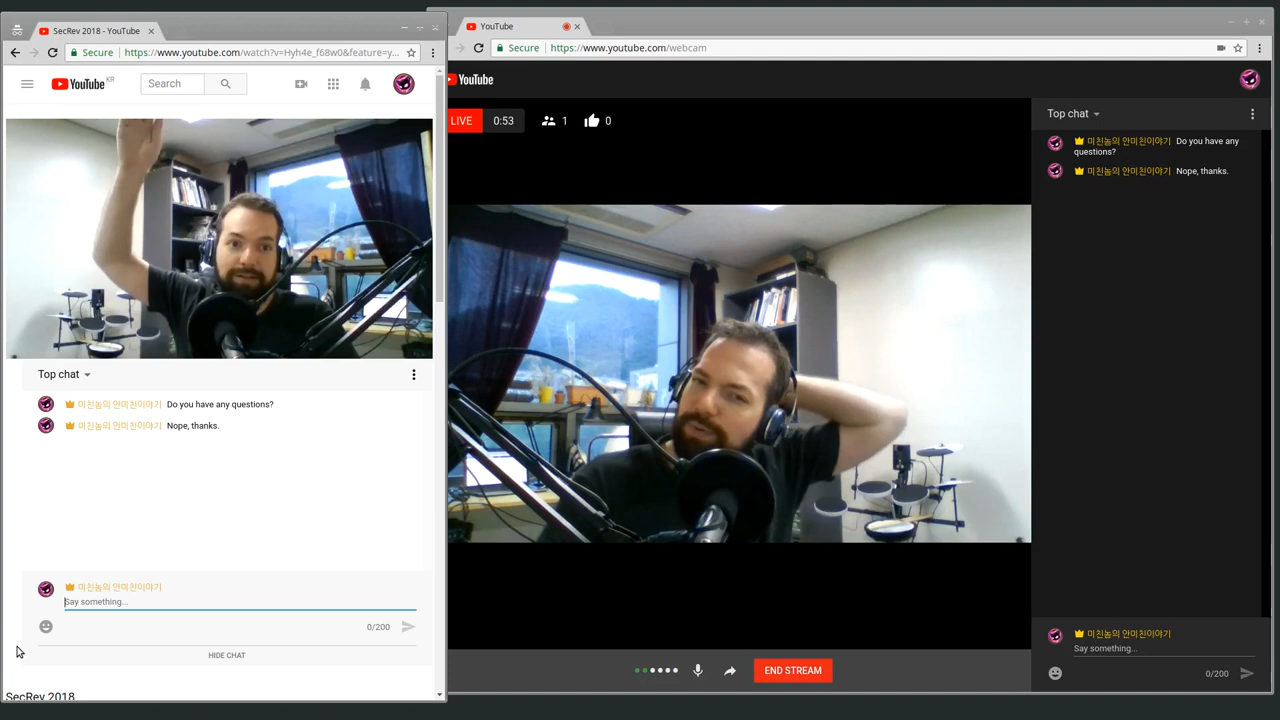 SecRev 2018 - YouTube
Secure https://www.youtube.com/watch?v=Hyh4e_f68w0&feature=y...
YouTube KR
Search
Top chat
미친놈의 안미친이야기 Do you have any questions?
미친놈의 안미친이야기 Nope, thanks.
미친놈의 안미친이야기
Say something...
0/200
HIDE CHAT
SecRev 2018
YouTube
Secure https://www.youtube.com/webcam
YouTube
LIVE 0:53 1 0
END STREAM
Top chat
미친놈의 안미친이야기 Do you have any
questions?
미친놈의 안미친이야기 Nope, thanks.
미친놈의 안미친이야기
Say something...
0/200